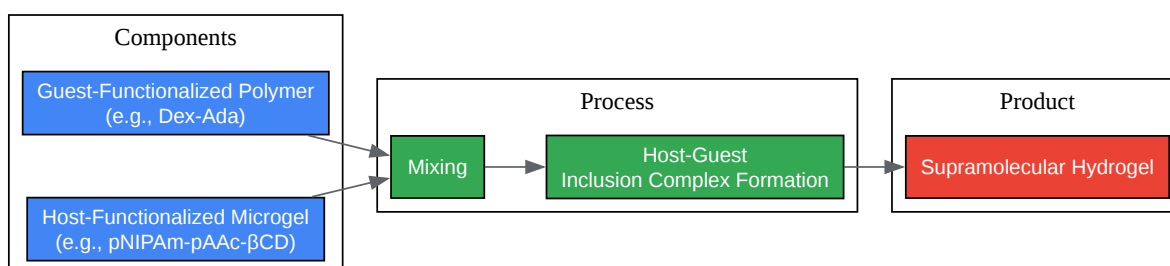 Components
Guest-Functionalized Polymer
(e.g., Dex-Ada)
Host-Functionalized Microgel
(e.g., pNIPAm-pAAc-βCD)
Process
Mixing
Host-Guest
Inclusion Complex Formation
Product
Supramolecular Hydrogel